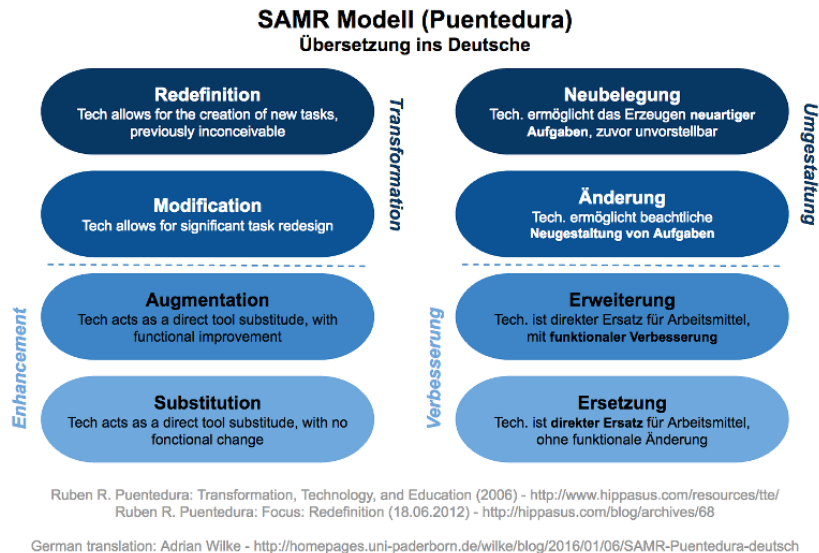 SAMR Modell (Puentedura)
Übersetzung ins Deutsche
Redefinition
Tech allows for the creation of new tasks,
previously inconceivable
Modification
Tech allows for significant task redesign
Transformation
Augmentation
Tech acts as a direct tool substitude, with
functional improvement
Substitution
Tech acts as a direct tool substitude, with no
fonctional change
Enhancement
Neubelegung
Tech. ermöglicht das Erzeugen neuartiger
Aufgaben, zuvor unvorstellbar
Änderung
Tech. ermöglicht beachtliche
Neugestaltung von Aufgaben
Umgestaltung
Erweiterung
Tech. ist direkter Ersatz für Arbeitsmittel,
mit funktionaler Verbesserung
Ersetzung
Tech. ist direkter Ersatz für Arbeitsmittel,
ohne funktionale Änderung
Verbesserung
Ruben R. Puentedura: Transformation, Technology, and Education (2006) - http://www.hippasus.com/resources/tte/
Ruben R. Puentedura: Focus: Redefinition (18.06.2012) - http://hippasus.com/blog/archives/68
German translation: Adrian Wilke - http://homepages.uni-paderborn.de/wilke/blog/2016/01/06/SAMR-Puentedura-deutsch